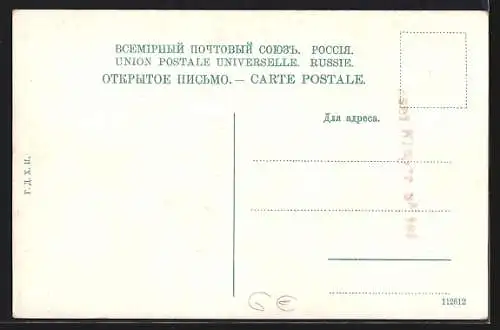 ВСЕМІРНЫЙ ПОЧТОВЫЙ СОЮЗЪ. РОССІЯ.
UNION POSTALE UNIVERSELLE. RUSSIE.
ОТКРЫТОЕ ПИСЬМО. — CARTE POSTALE.
Для адреса.
Г. Д. Х. И.
112612